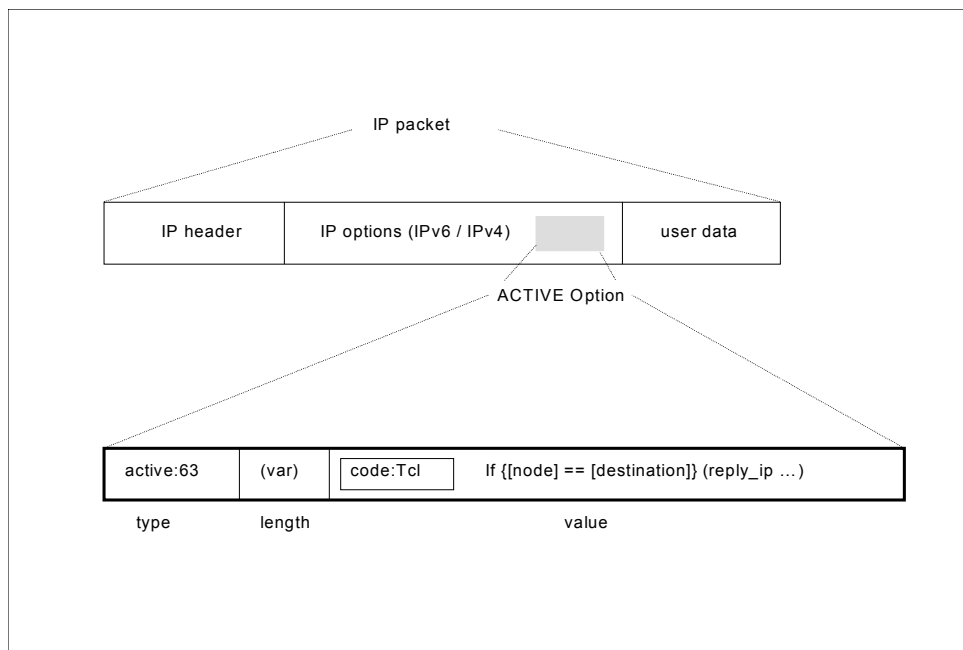 IP packet
IP header IP options (IPv6 / IPv4) user data
ACTIVE Option
active:63 (var) code:Tcl If {[node] == [destination]} (reply_ip ...)
type length value